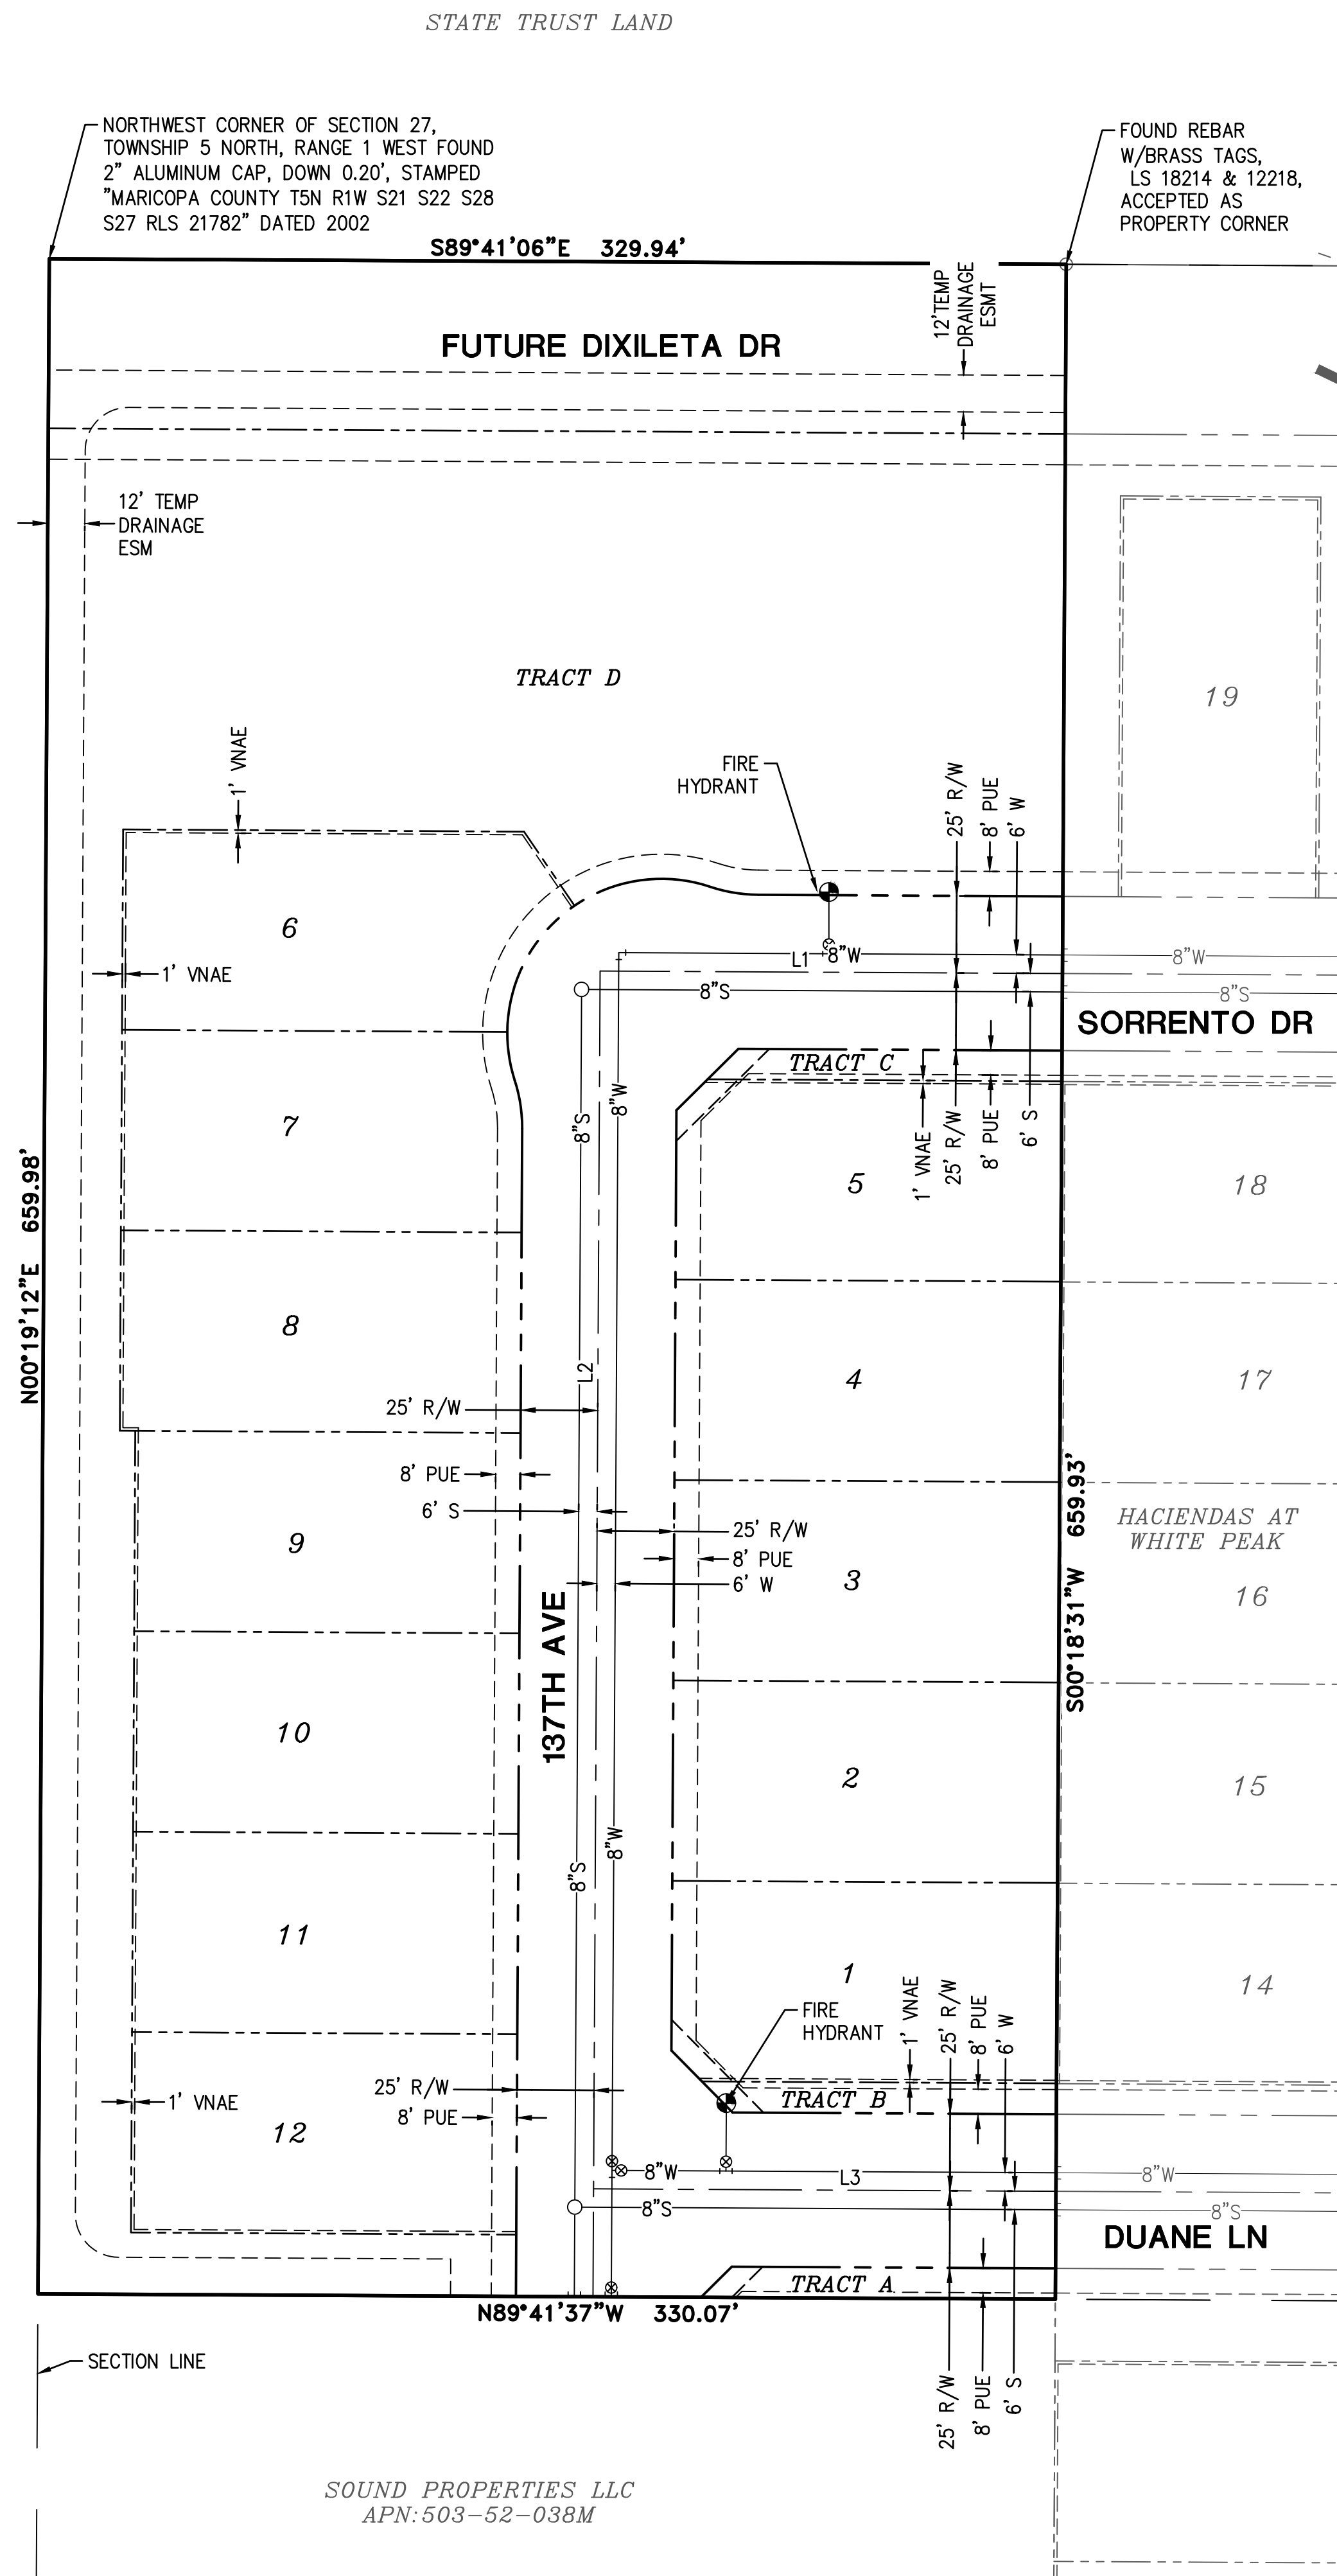 STATE TRUST LAND
NORTHWEST CORNER OF SECTION 27,
TOWNSHIP 5 NORTH, RANGE 1 WEST FOUND
2" ALUMINUM CAP, DOWN 0.20', STAMPED
"MARICOPA COUNTY T5N R1W S21 S22 S28
S27 RLS 21782" DATED 2002
FOUND REBAR
W/BRASS TAGS,
LS 18214 & 12218,
ACCEPTED AS
PROPERTY CORNER
S89°41'06"E 329.94'
12'TEMP
DRAINAGE
ESMT
FUTURE DIXILETA DR
12' TEMP
DRAINAGE
ESM
TRACT D
19
1' VNAE
FIRE
HYDRANT
25' R/W
8' PUE
6' W
6
1' VNAE
L1
8"W
8"W
8"S
8"S
SORRENTO DR
TRACT C
8"W
8"S
7
1' VNAE
25' R/W
8' PUE
6' S
5
18
N00°19'12"E 659.98'
8
L2
4
17
25' R/W
8' PUE
6' S
S00°18'31"W 659.93'
HACIENDAS AT
WHITE PEAK
9
25' R/W
8' PUE
6' W
3
16
137TH AVE
10
2
15
8"W
8"S
11
1
14
1' VNAE
25' R/W
8' PUE
6' W
FIRE
HYDRANT
25' R/W
8' PUE
1' VNAE
12
TRACT B
8"W
L3
8"W
8"S
8"S
DUANE LN
TRACT A
N89°41'37"W 330.07'
SECTION LINE
25' R/W
8' PUE
6' S
SOUND PROPERTIES LLC
APN:503-52-038M